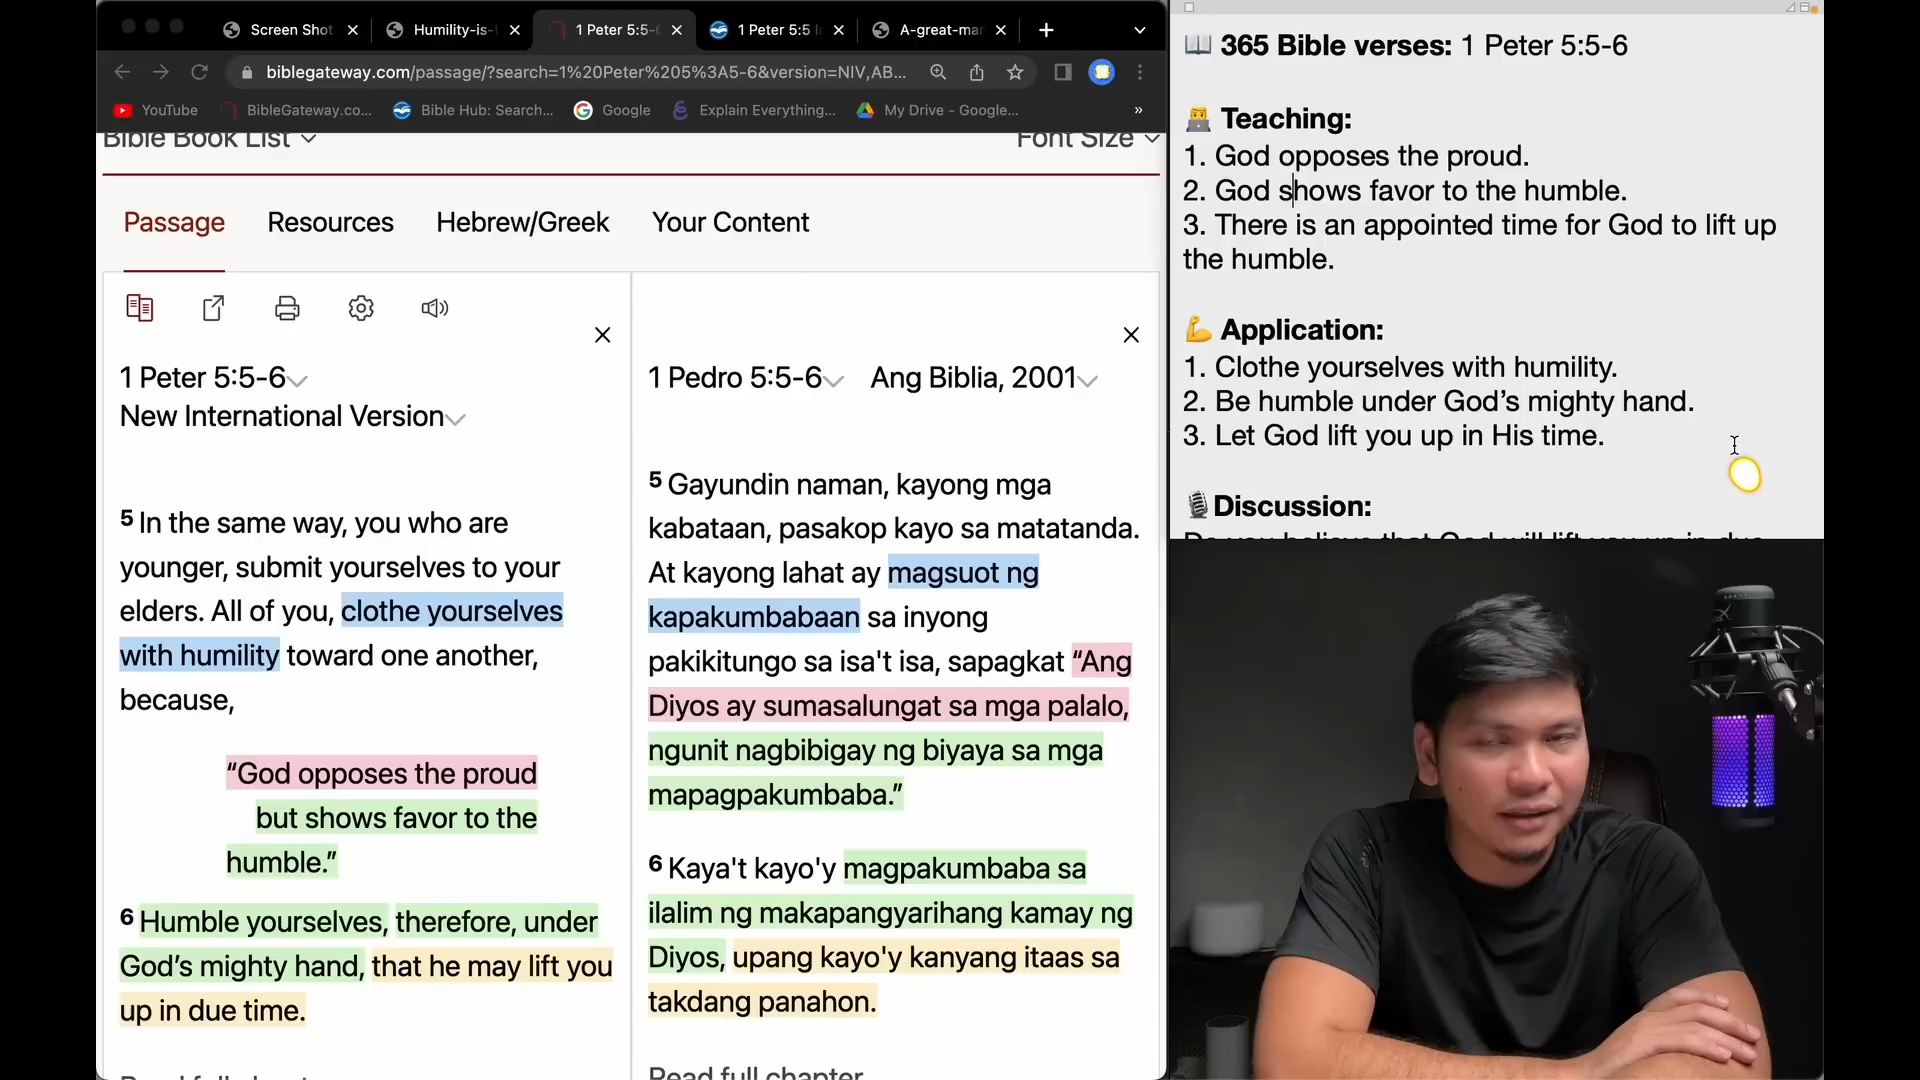 Screen Shot
Humility-is-
1 Peter 5:5-6
1 Peter 5:5 I
A-great-mar
biblegateway.com/passage/?search=1%20Peter%205%3A5-6&version=NIV,AB...
YouTube
BibleGateway.co...
Bible Hub: Search...
Google
Explain Everything...
My Drive - Google...
»
Bible Book List
Font Size
Passage
Resources
Hebrew/Greek
Your Content
1 Peter 5:5-6
New International Version
5 In the same way, you who are
younger, submit yourselves to your
elders. All of you, clothe yourselves
with humility toward one another,
because,
“God opposes the proud
but shows favor to the
humble.”
6 Humble yourselves, therefore, under
God’s mighty hand, that he may lift you
up in due time.
1 Pedro 5:5-6 Ang Biblia, 2001
5 Gayundin naman, kayong mga
kabataan, pasakop kayo sa matatanda.
At kayong lahat ay magsuot ng
kapakumbabaan sa inyong
pakikitungo sa isa't isa, sapagkat “Ang
Diyos ay sumasalungat sa mga palalo,
ngunit nagbibigay ng biyaya sa mga
mapagpakumbaba.”
6 Kaya't kayo'y magpakumbaba sa
ilalim ng makapangyarihang kamay ng
Diyos, upang kayo'y kanyang itaas sa
takdang panahon.
Read full chapter
365 Bible verses: 1 Peter 5:5-6
Teaching:
1. God opposes the proud.
2. God shows favor to the humble.
3. There is an appointed time for God to lift up
the humble.
Application:
1. Clothe yourselves with humility.
2. Be humble under God’s mighty hand.
3. Let God lift you up in His time.
Discussion:
Do you believe that God will lift you up in due